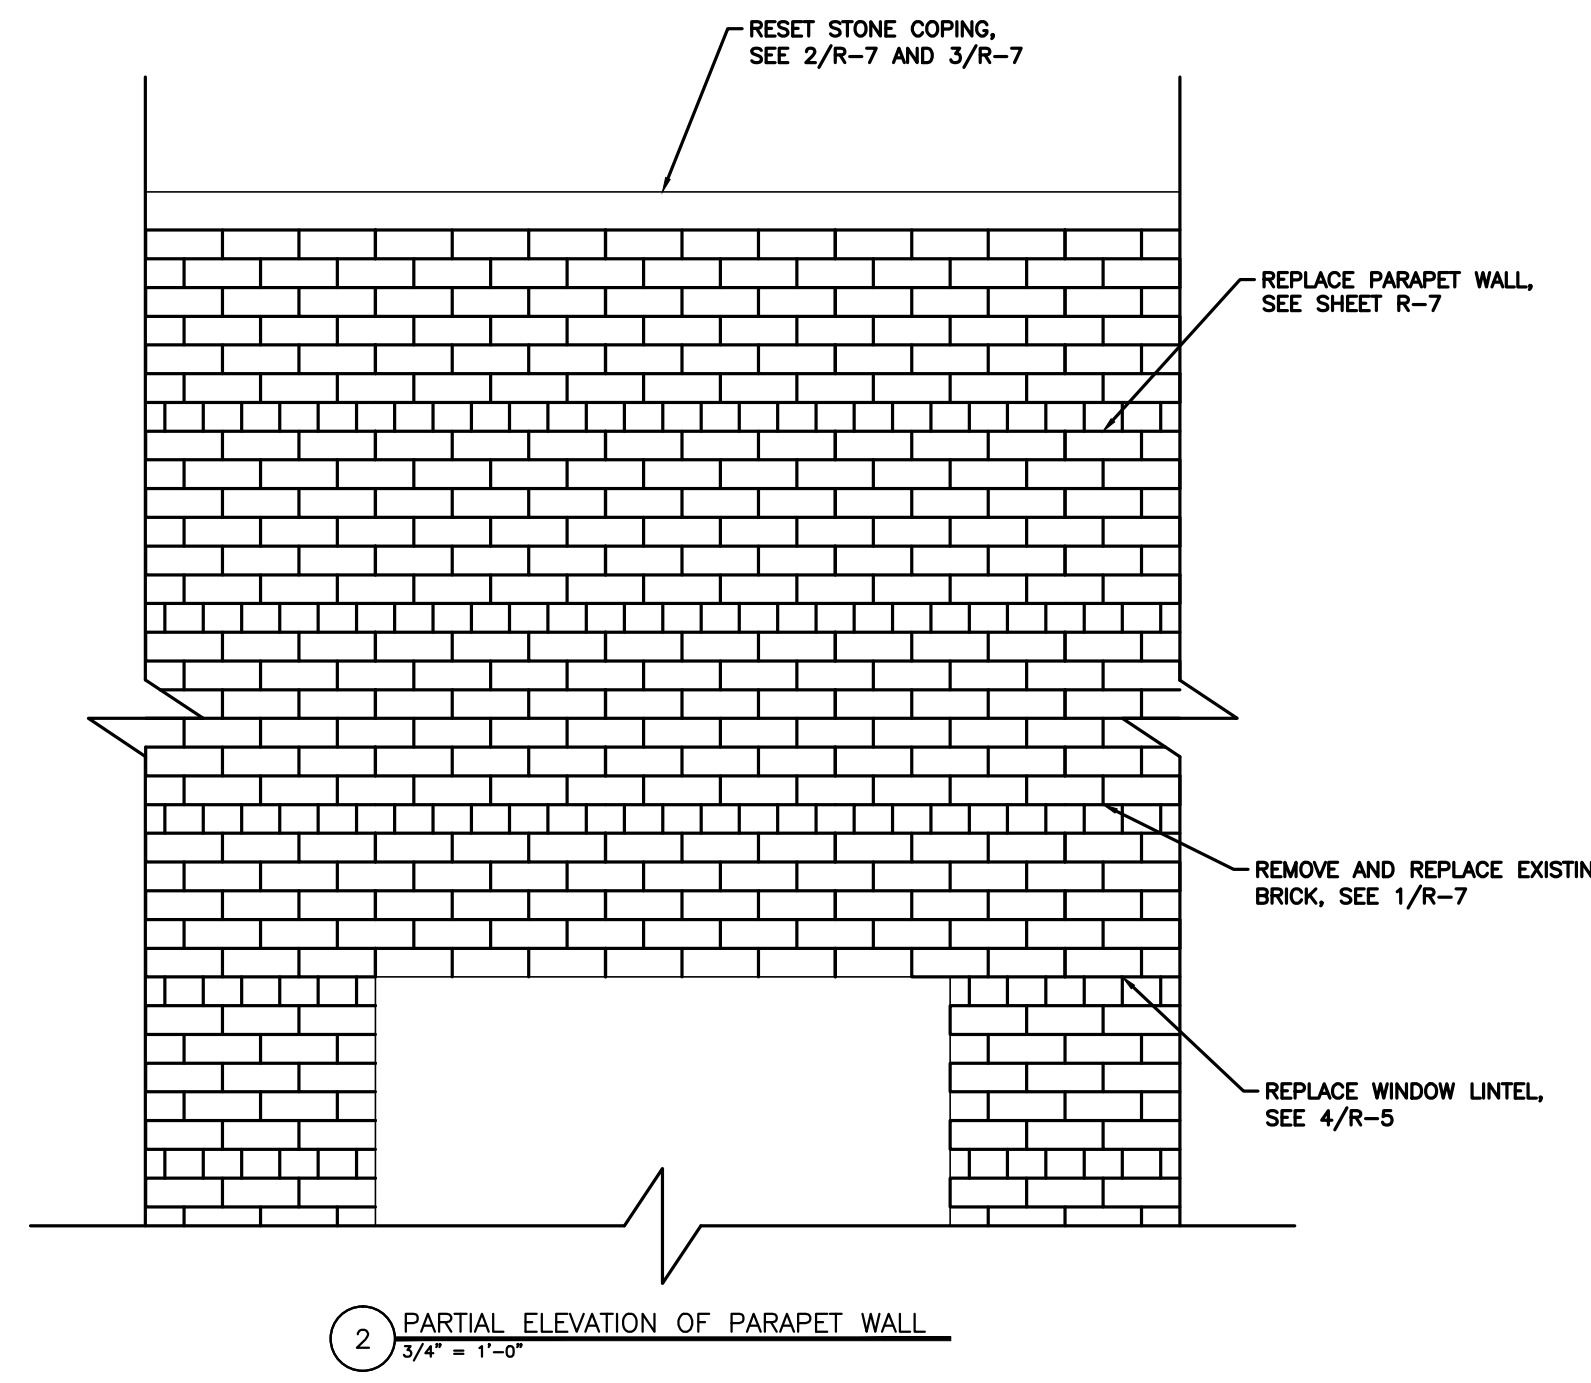 RESET STONE COPING,
SEE 2/R-7 AND 3/R-7
REPLACE PARAPET WALL,
SEE SHEET R-7
REMOVE AND REPLACE EXISTIN
BRICK, SEE 1/R-7
REPLACE WINDOW LINTEL,
SEE 4/R-5
2 PARTIAL ELEVATION OF PARAPET WALL
3/4" = 1'-0"